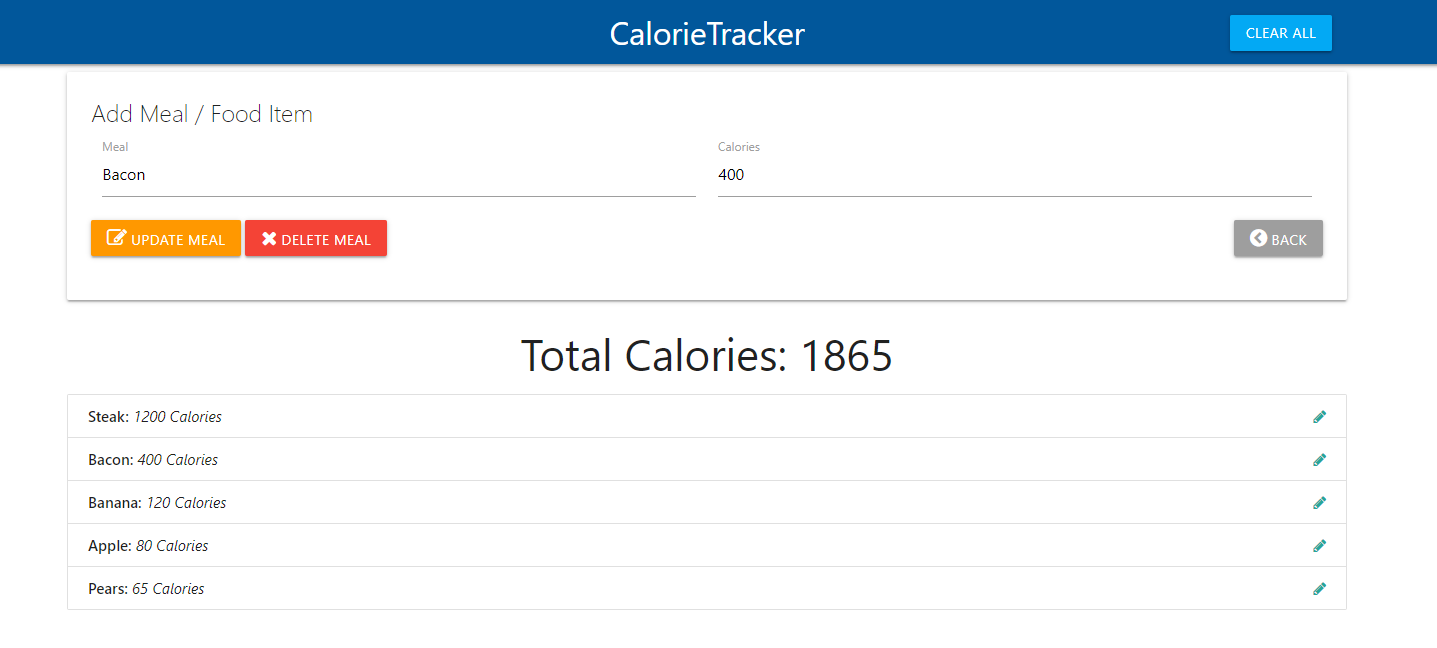 CalorieTracker
CLEAR ALL
Add Meal / Food Item
Meal
Calories
Bacon
400
UPDATE MEAL
DELETE MEAL
BACK
Total Calories: 1865
Steak: 1200 Calories
Bacon: 400 Calories
Banana: 120 Calories
Apple: 80 Calories
Pears: 65 Calories